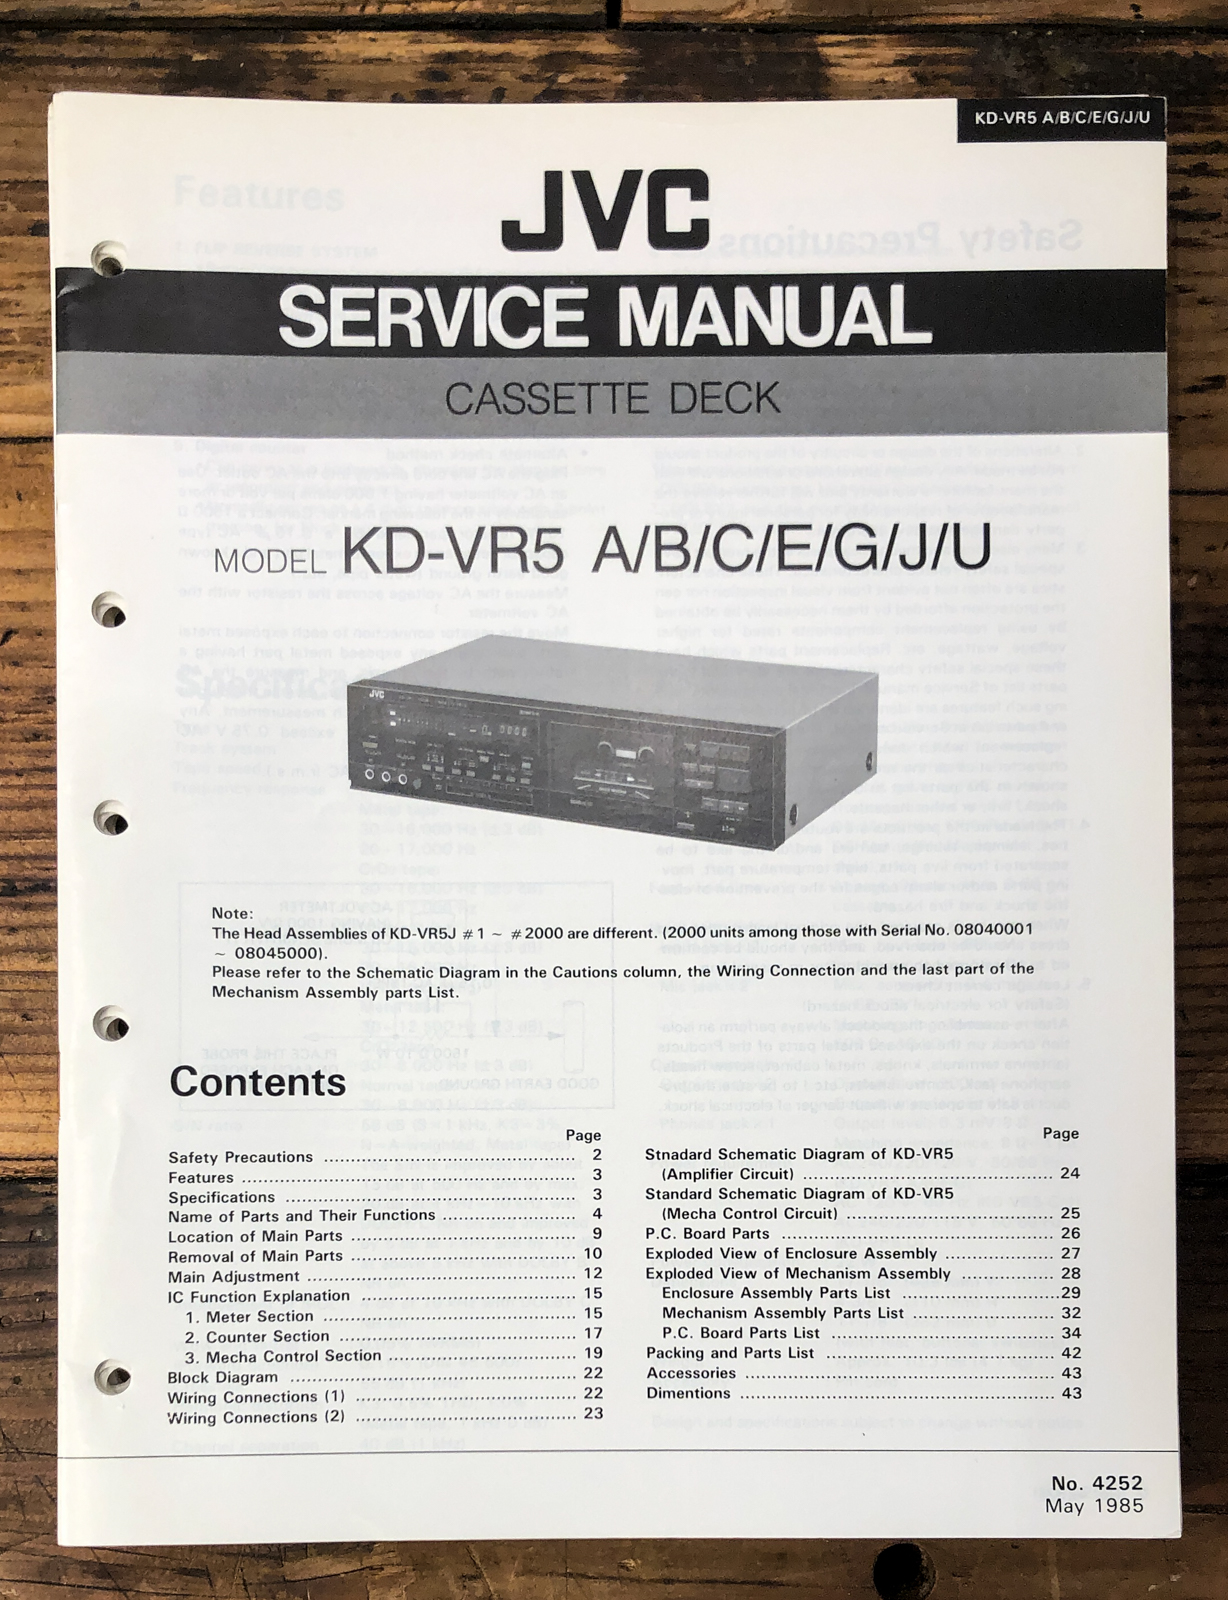 KD-VR5 A/B/C/E/G/J/U
JVC
SERVICE MANUAL
CASSETTE DECK
MODEL KD-VR5 A/B/C/E/G/J/U
JVC
Note:
The Head Assemblies of KD-VR5J #1 ~ #2000 are different. (2000 units among those with Serial No. 08040001
~ 08045000).
Please refer to the Schematic Diagram in the Cautions column, the Wiring Connection and the last part of the
Mechanism Assembly parts List.
Contents
Page
Safety Precautions ........ 2
Features ........ 3
Specifications ........ 3
Name of Parts and Their Functions ........ 4
Location of Main Parts ........ 9
Removal of Main Parts ........ 10
Main Adjustment ........ 12
IC Function Explanation ........ 15
1. Meter Section ........ 15
2. Counter Section ........ 17
3. Mecha Control Section ........ 19
Block Diagram ........ 22
Wiring Connections (1) ........ 22
Wiring Connections (2) ........ 23
Page
Stnadard Schematic Diagram of KD-VR5
(Amplifier Circuit) ........ 24
Standard Schematic Diagram of KD-VR5
(Mecha Control Circuit) ........ 25
P.C. Board Parts ........ 26
Exploded View of Enclosure Assembly ........ 27
Exploded View of Mechanism Assembly ........ 28
Enclosure Assembly Parts List ........ 29
Mechanism Assembly Parts List ........ 32
P.C. Board Parts List ........ 34
Packing and Parts List ........ 42
Accessories ........ 43
Dimentions ........ 43
No. 4252
May 1985